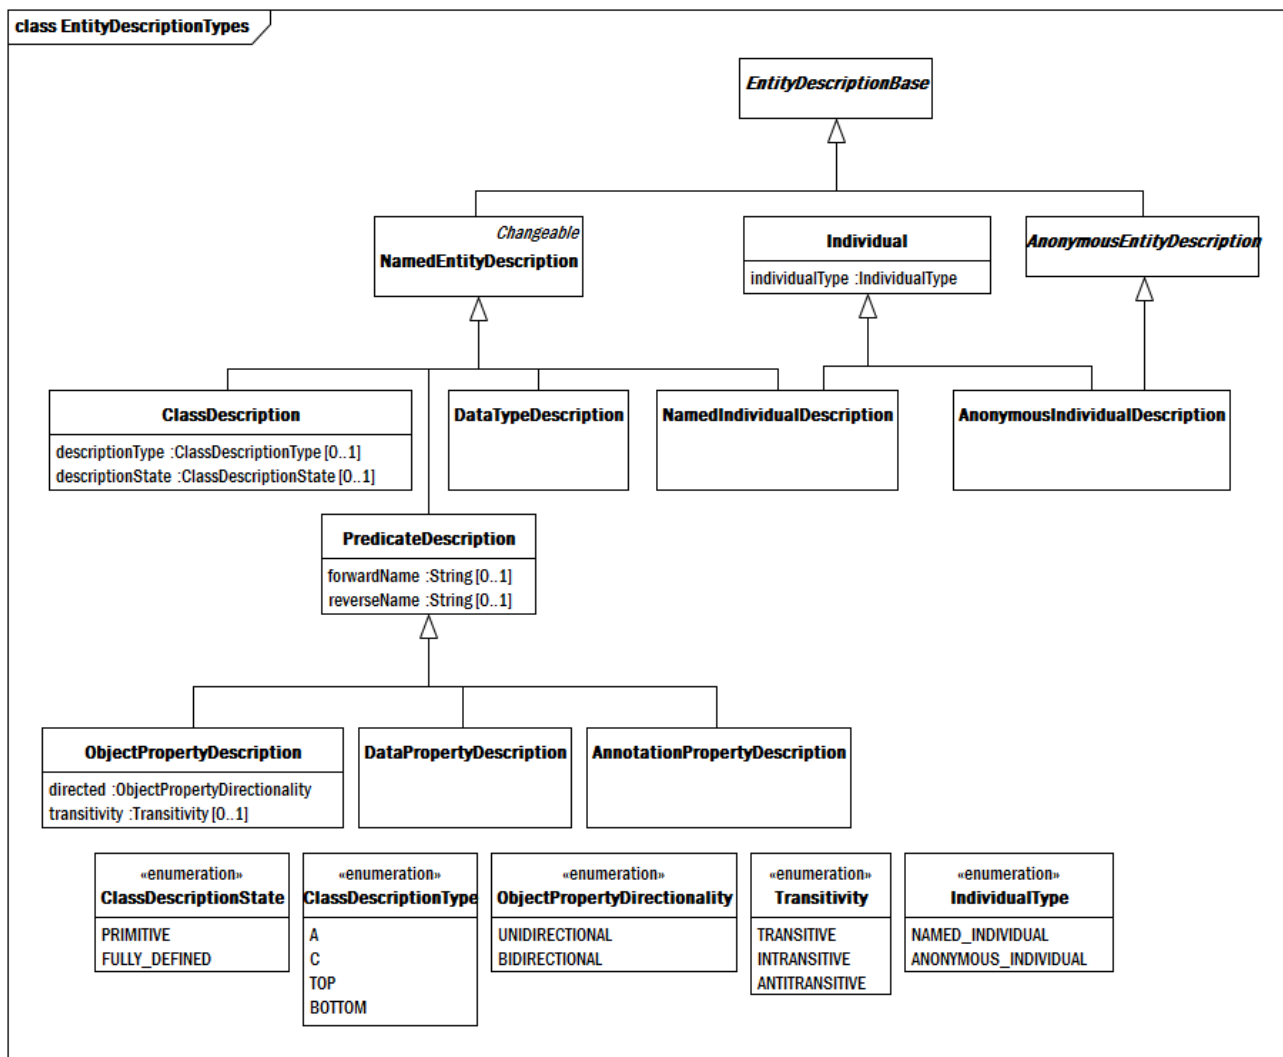 class EntityDescriptionTypes
EntityDescriptionBase
Changeable
NamedEntityDescription
Individual
individualType :IndividualType
AnonymousEntityDescription
ClassDescription
descriptionType :ClassDescriptionType [0..1]
descriptionState :ClassDescriptionState [0..1]
DataTypeDescription
NamedIndividualDescription
AnonymousIndividualDescription
PredicateDescription
forwardName :String [0..1]
reverseName :String [0..1]
ObjectPropertyDescription
directed :ObjectPropertyDirectionality
transitivity :Transitivity [0..1]
DataPropertyDescription
AnnotationPropertyDescription
«enumeration»
ClassDescriptionState
PRIMITIVE
FULLY_DEFINED
«enumeration»
ClassDescriptionType
A
C
TOP
BOTTOM
«enumeration»
ObjectPropertyDirectionality
UNIDIRECTIONAL
BIDIRECTIONAL
«enumeration»
Transitivity
TRANSITIVE
INTRANSITIVE
ANTITRANSITIVE
«enumeration»
IndividualType
NAMED_INDIVIDUAL
ANONYMOUS_INDIVIDUAL